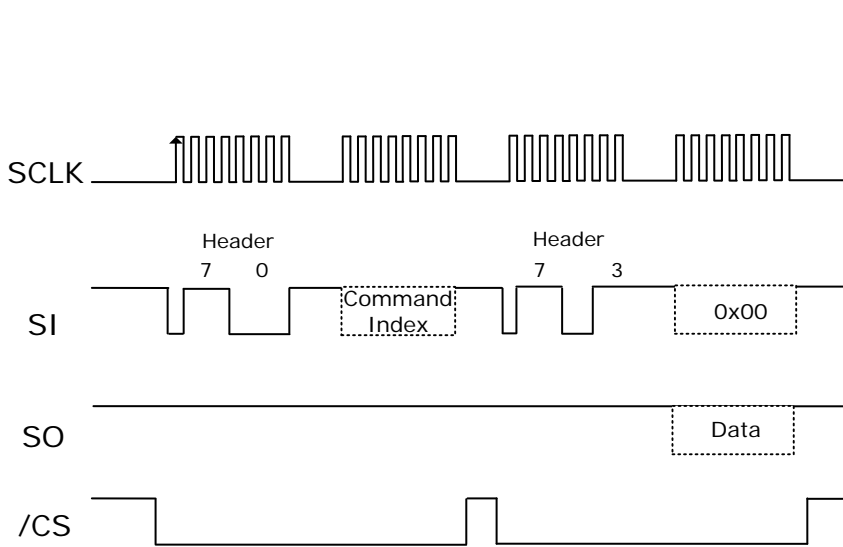 SCLK
Header
7 0
Header
7 3
SI
Command
Index
0x00
SO
Data
/CS